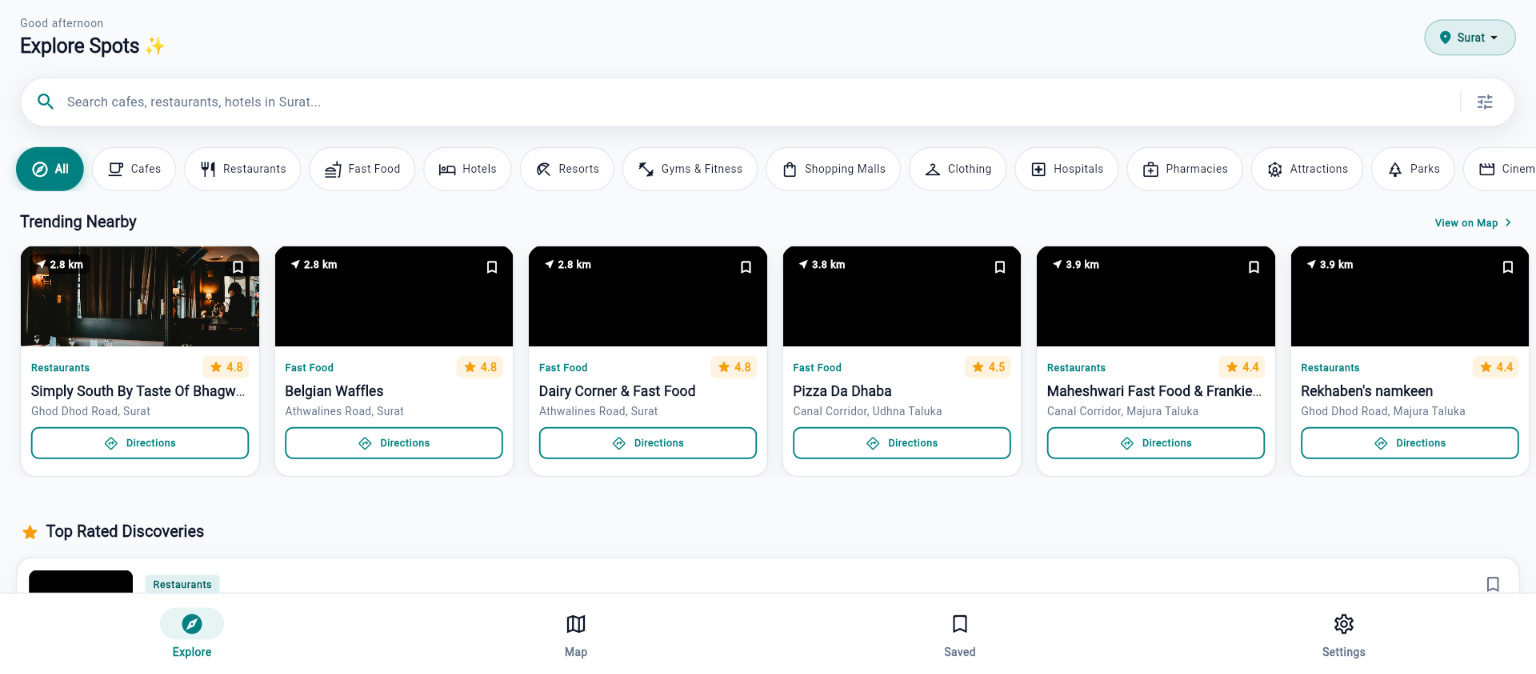 Good afternoon
Explore Spots ✨
Surat
Search cafes, restaurants, hotels in Surat...
All
Cafes
Restaurants
Fast Food
Hotels
Resorts
Gyms & Fitness
Shopping Malls
Clothing
Hospitals
Pharmacies
Attractions
Parks
Cinem
Trending Nearby
View on Map
2.8 km
Restaurants
4.8
Simply South By Taste Of Bhagw...
Ghod Dhod Road, Surat
Directions
2.8 km
Fast Food
4.8
Belgian Waffles
Athwalines Road, Surat
Directions
2.8 km
Fast Food
4.8
Dairy Corner & Fast Food
Athwalines Road, Surat
Directions
3.8 km
Fast Food
4.5
Pizza Da Dhaba
Canal Corridor, Udhna Taluka
Directions
3.9 km
Restaurants
4.4
Maheshwari Fast Food & Frankie...
Canal Corridor, Majura Taluka
Directions
3.9 km
Restaurants
4.4
Rekhaben's namkeen
Ghod Dhod Road, Majura Taluka
Directions
Top Rated Discoveries
Restaurants
Explore
Map
Saved
Settings